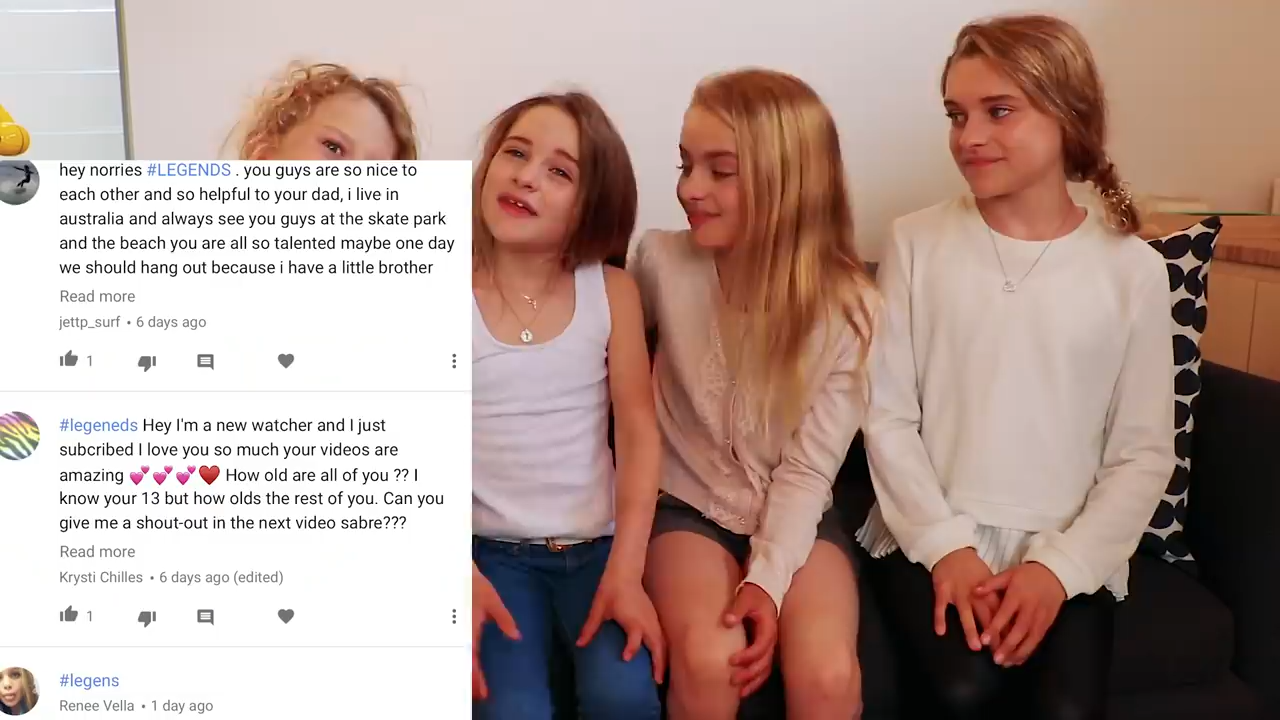 hey norries #LEGENDS . you guys are so nice to
each other and so helpful to your dad, i live in
australia and always see you guys at the skate park
and the beach you are all so talented maybe one day
we should hang out because i have a little brother
Read more
jettp_surf • 6 days ago
1
#legeneds Hey I'm a new watcher and I just
subcribed I love you so much your videos are
amazing 💕💕💕♥️ How old are all of you ?? I
know your 13 but how olds the rest of you. Can you
give me a shout-out in the next video sabre???
Read more
Krysti Chilles • 6 days ago (edited)
1
#legens
Renee Vella • 1 day ago